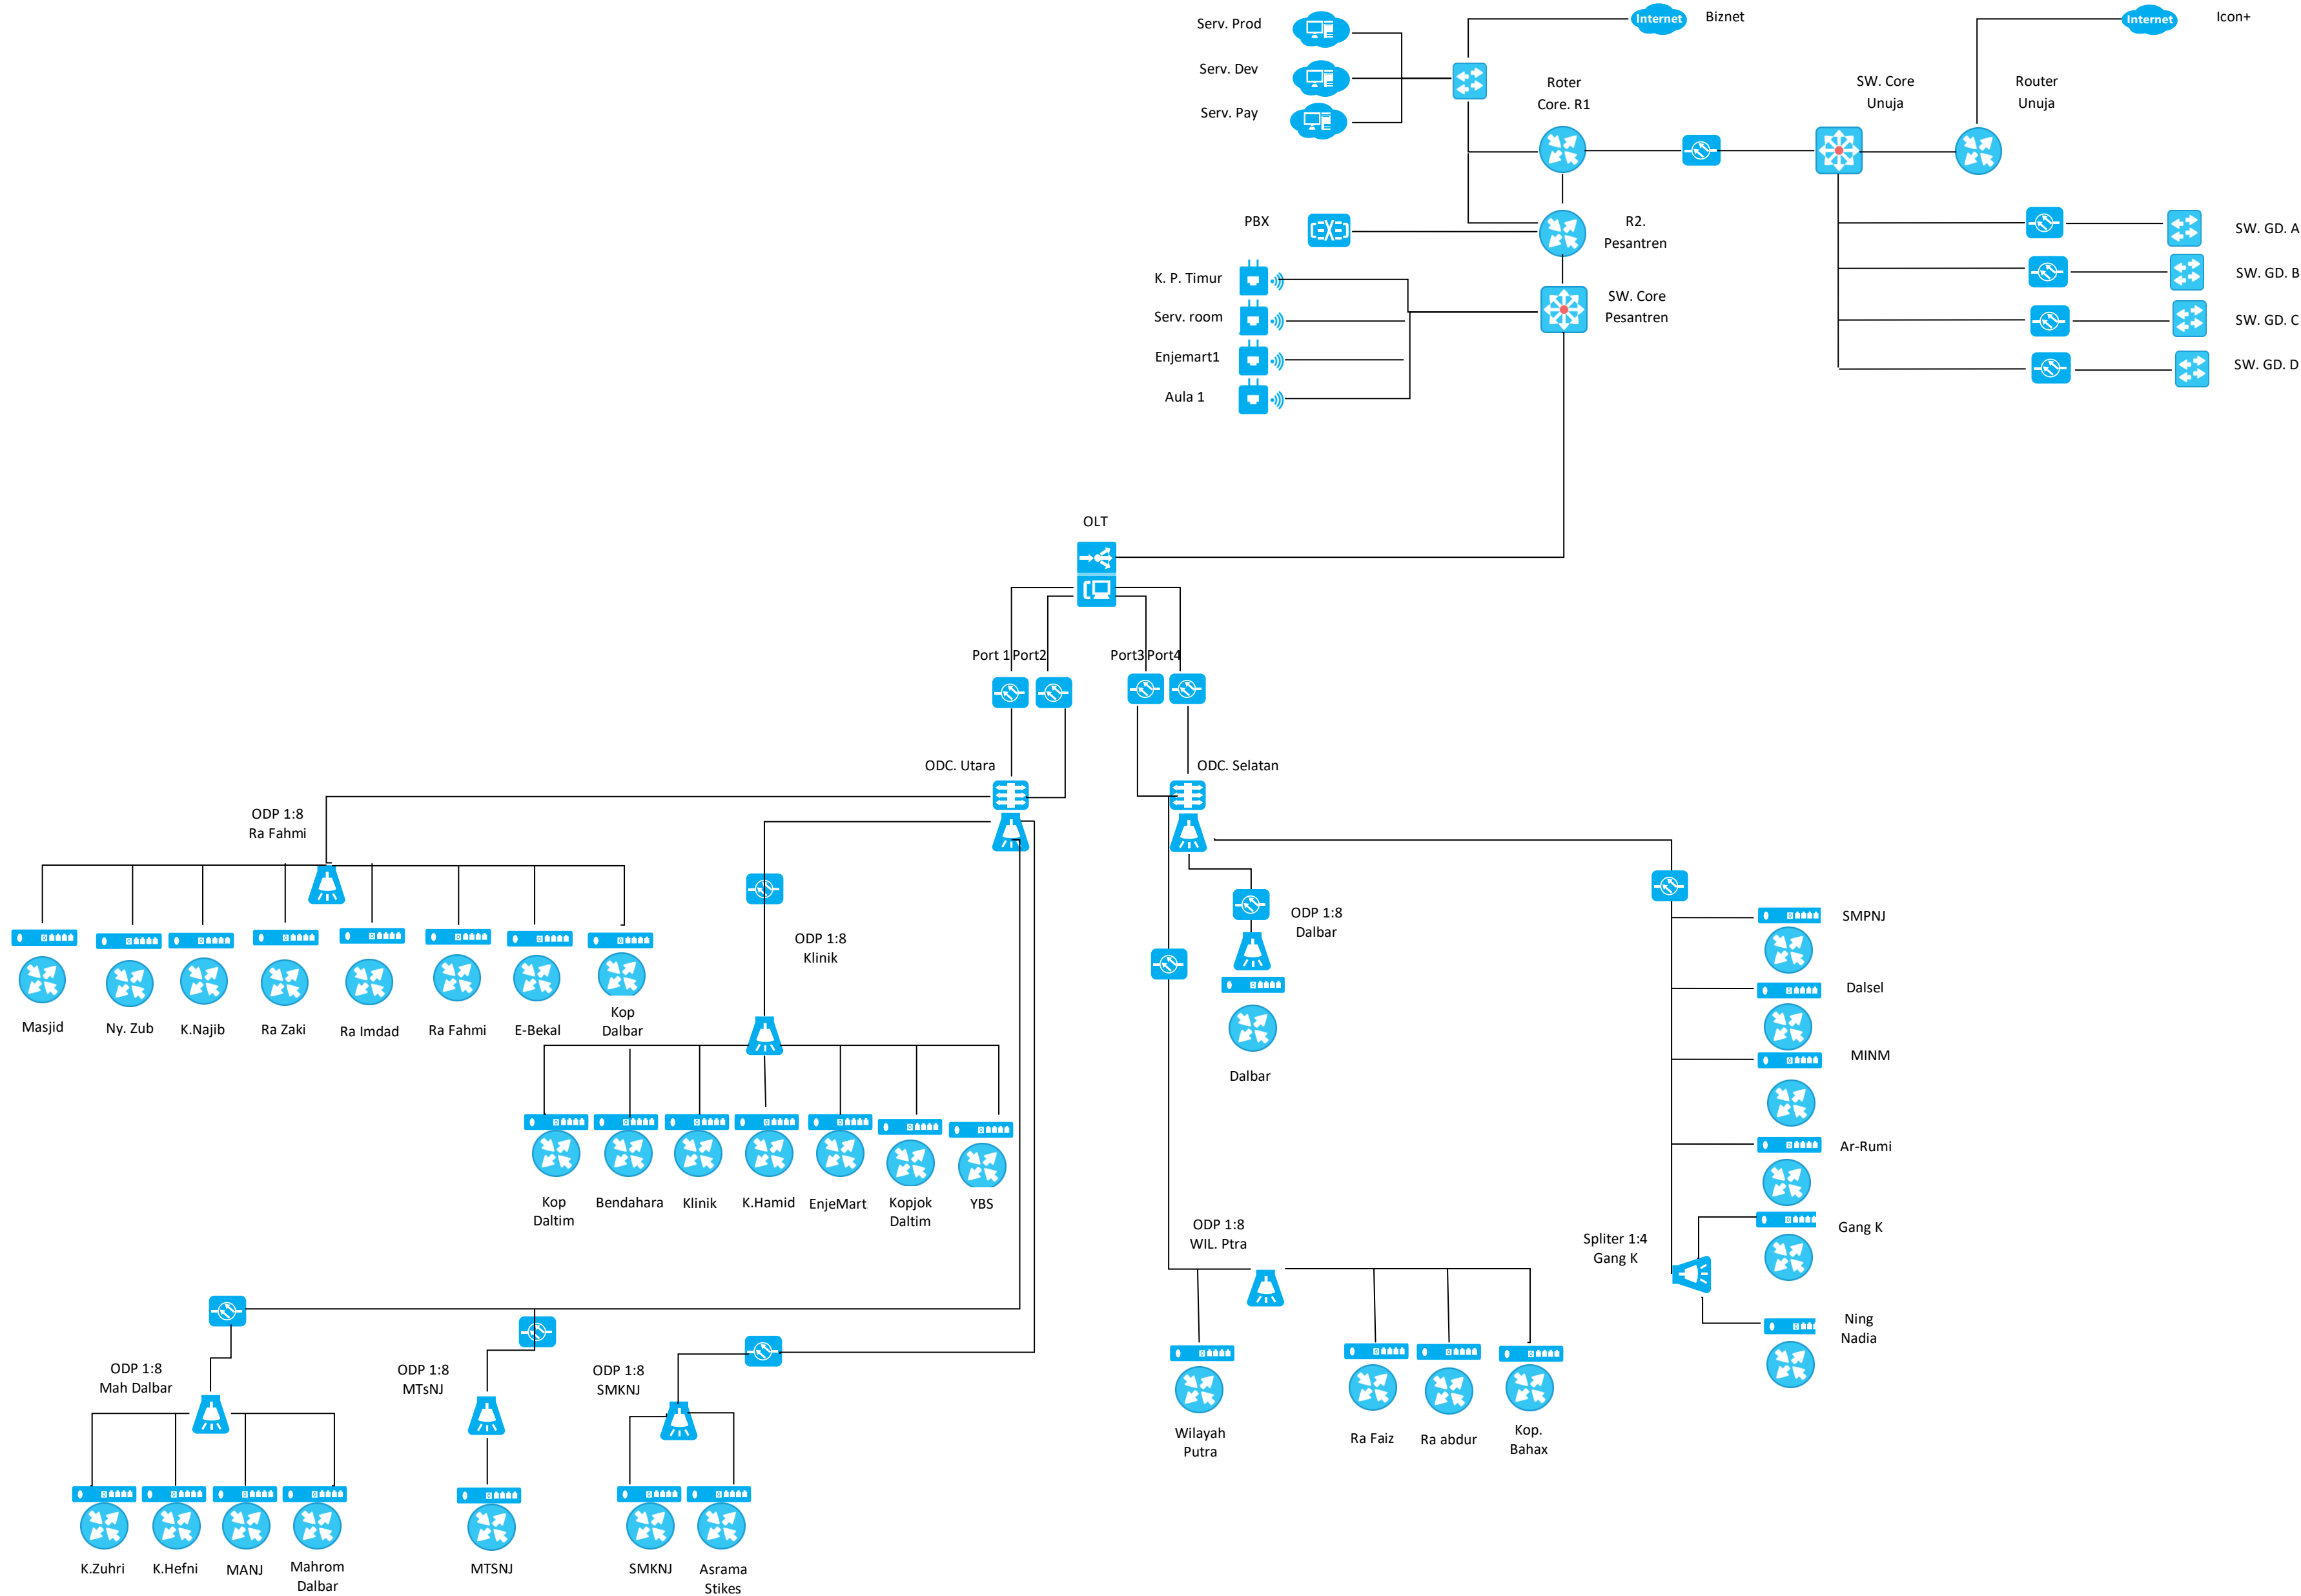 Serv. Prod
Internet
Biznet
Internet
Icon+
Serv. Dev
Serv. Pay
Roter
Core. R1
SW. Core
Unuja
Router
Unuja
PBX
R2.
Pesantren
SW. GD. A
SW. GD. B
SW. GD. C
SW. GD. D
K. P. Timur
Serv. room
Enjemart1
Aula 1
SW. Core
Pesantren
OLT
Port 1
Port2
Port3
Port4
ODC. Utara
ODC. Selatan
ODP 1:8
Ra Fahmi
Masjid
Ny. Zub
K.Najib
Ra Zaki
Ra Imdad
Ra Fahmi
E-Bekal
Kop
Dalbar
ODP 1:8
Klinik
Kop
Daltim
Bendahara
Klinik
K.Hamid
EnjeMart
Kopjok
Daltim
YBS
ODP 1:8
Dalbar
Dalbar
SMPNJ
Dalsel
MINM
Ar-Rumi
Gang K
Spliter 1:4
Gang K
Ning
Nadia
ODP 1:8
WIL. Ptra
Wilayah
Putra
Ra Faiz
Ra abdur
Kop.
Bahax
ODP 1:8
Mah Dalbar
ODP 1:8
MTsNJ
ODP 1:8
SMKNJ
K.Zuhri
K.Hefni
MANJ
Mahrom
Dalbar
MTSNJ
SMKNJ
Asrama
Stikes